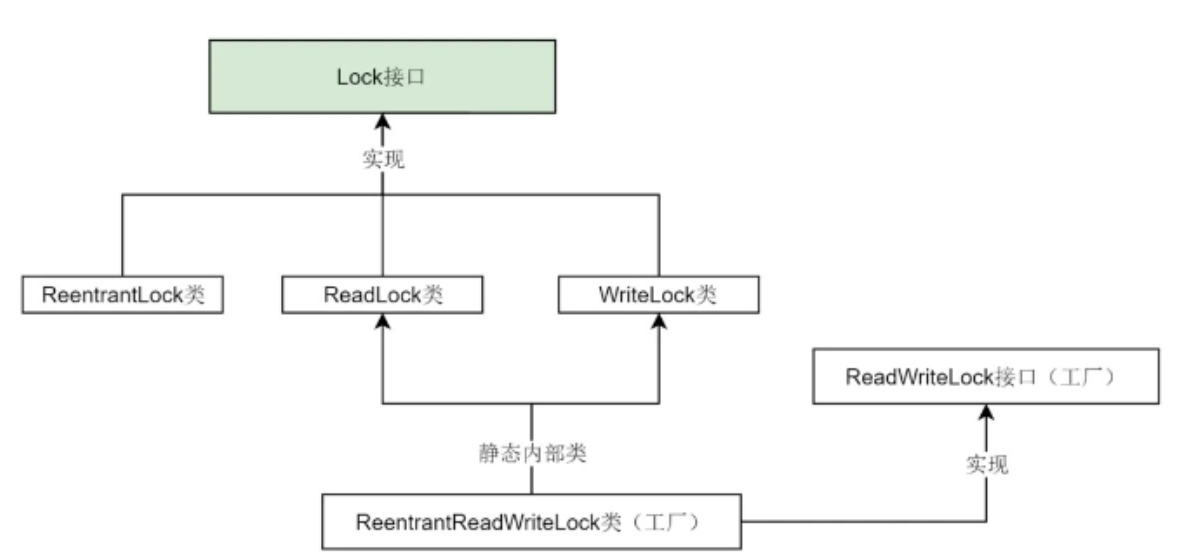 Lock接口
实现
ReentrantLock类
ReadLock类
WriteLock类
ReadWriteLock接口（工厂）
静态内部类
实现
ReentrantReadWriteLock类（工厂）